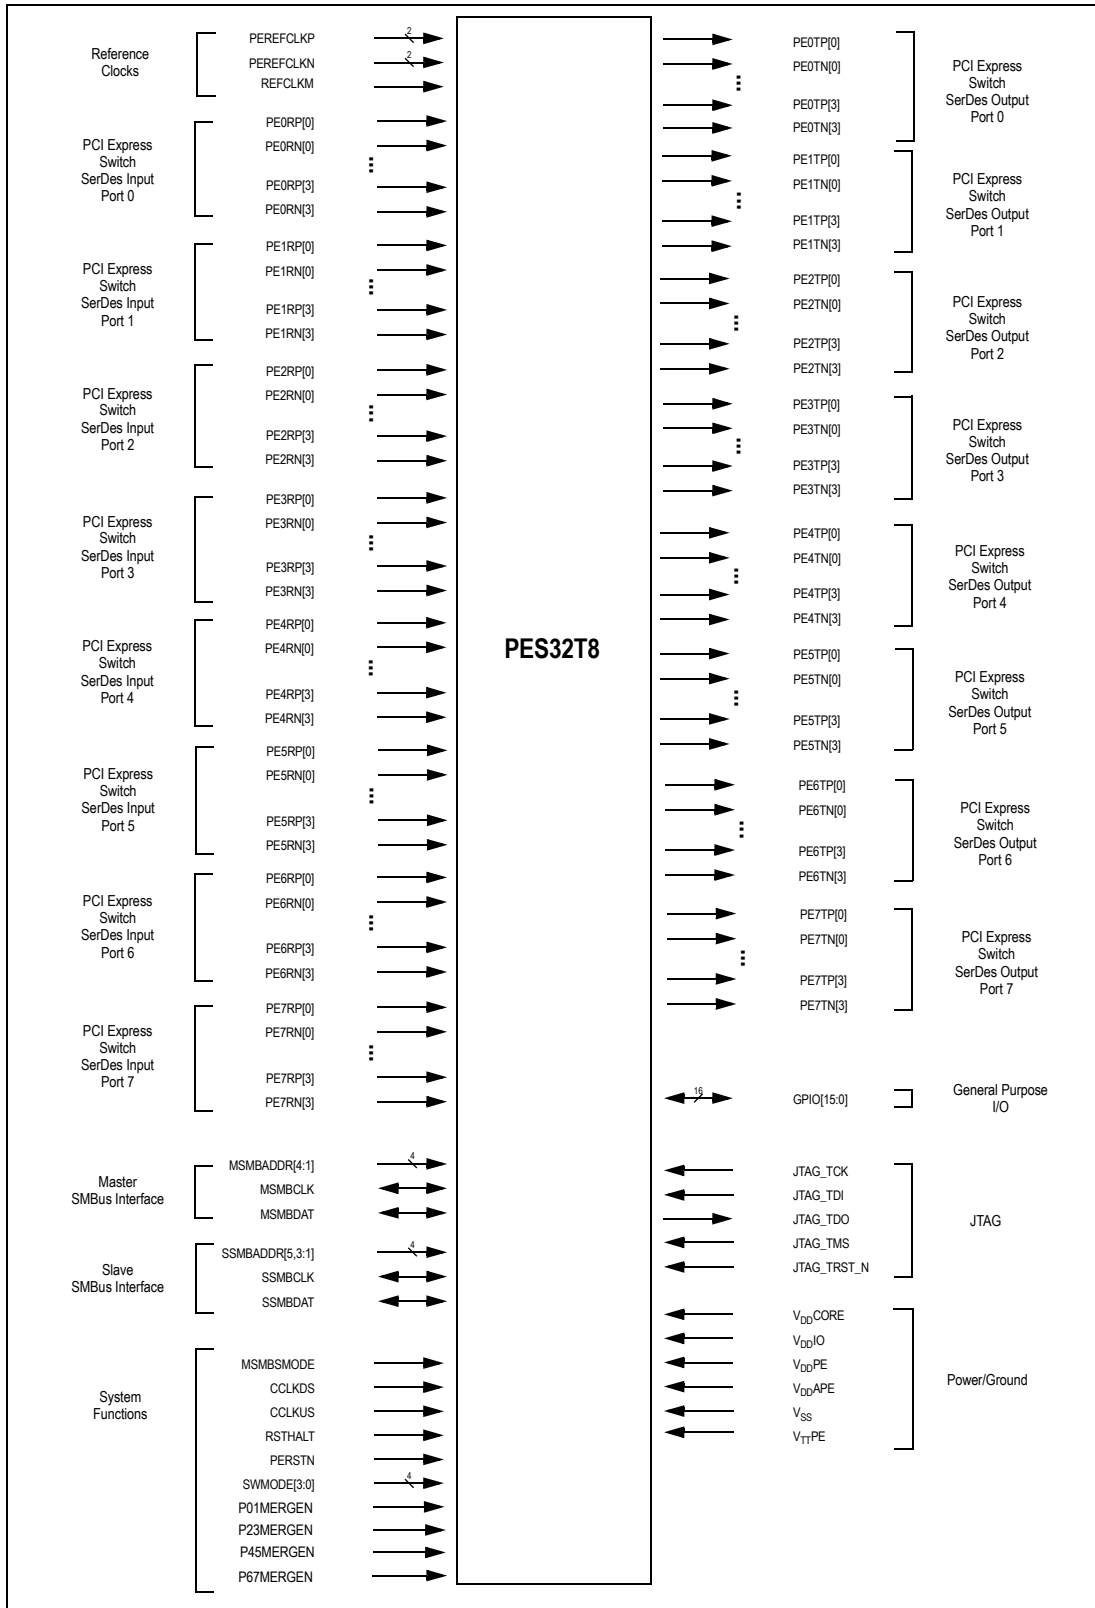 Reference
Clocks
PEREFCLKP
2
PEREFCLKN
2
REFCLKM
PCI Express
Switch
SerDes Input
Port 0
PE0RP[0]
PE0RN[0]
PE0RP[3]
PE0RN[3]
PCI Express
Switch
SerDes Input
Port 1
PE1RP[0]
PE1RN[0]
PE1RP[3]
PE1RN[3]
PCI Express
Switch
SerDes Input
Port 2
PE2RP[0]
PE2RN[0]
PE2RP[3]
PE2RN[3]
PCI Express
Switch
SerDes Input
Port 3
PE3RP[0]
PE3RN[0]
PE3RP[3]
PE3RN[3]
PCI Express
Switch
SerDes Input
Port 4
PE4RP[0]
PE4RN[0]
PE4RP[3]
PE4RN[3]
PCI Express
Switch
SerDes Input
Port 5
PE5RP[0]
PE5RN[0]
PE5RP[3]
PE5RN[3]
PCI Express
Switch
SerDes Input
Port 6
PE6RP[0]
PE6RN[0]
PE6RP[3]
PE6RN[3]
PCI Express
Switch
SerDes Input
Port 7
PE7RP[0]
PE7RN[0]
PE7RP[3]
PE7RN[3]
Master
SMBus Interface
MSMBADDR[4:1]
4
MSMBCLK
MSMBDAT
Slave
SMBus Interface
SSMBADDR[5,3:1]
4
SSMBCLK
SSMBDAT
System
Functions
MSMBSMODE
CCLKDS
CCLKUS
RSTHALT
PERSTN
SWMODE[3:0]
4
P01MERGEN
P23MERGEN
P45MERGEN
P67MERGEN
PES32T8
PE0TP[0]
PE0TN[0]
PE0TP[3]
PE0TN[3]
PCI Express
Switch
SerDes Output
Port 0
PE1TP[0]
PE1TN[0]
PE1TP[3]
PE1TN[3]
PCI Express
Switch
SerDes Output
Port 1
PE2TP[0]
PE2TN[0]
PE2TP[3]
PE2TN[3]
PCI Express
Switch
SerDes Output
Port 2
PE3TP[0]
PE3TN[0]
PE3TP[3]
PE3TN[3]
PCI Express
Switch
SerDes Output
Port 3
PE4TP[0]
PE4TN[0]
PE4TP[3]
PE4TN[3]
PCI Express
Switch
SerDes Output
Port 4
PE5TP[0]
PE5TN[0]
PE5TP[3]
PE5TN[3]
PCI Express
Switch
SerDes Output
Port 5
PE6TP[0]
PE6TN[0]
PE6TP[3]
PE6TN[3]
PCI Express
Switch
SerDes Output
Port 6
PE7TP[0]
PE7TN[0]
PE7TP[3]
PE7TN[3]
PCI Express
Switch
SerDes Output
Port 7
16
GPIO[15:0]
General Purpose
I/O
JTAG_TCK
JTAG_TDI
JTAG_TDO
JTAG_TMS
JTAG_TRST_N
JTAG
VDDCORE
VDDIO
VDDPE
VDDAPE
VSS
VTTPE
Power/Ground